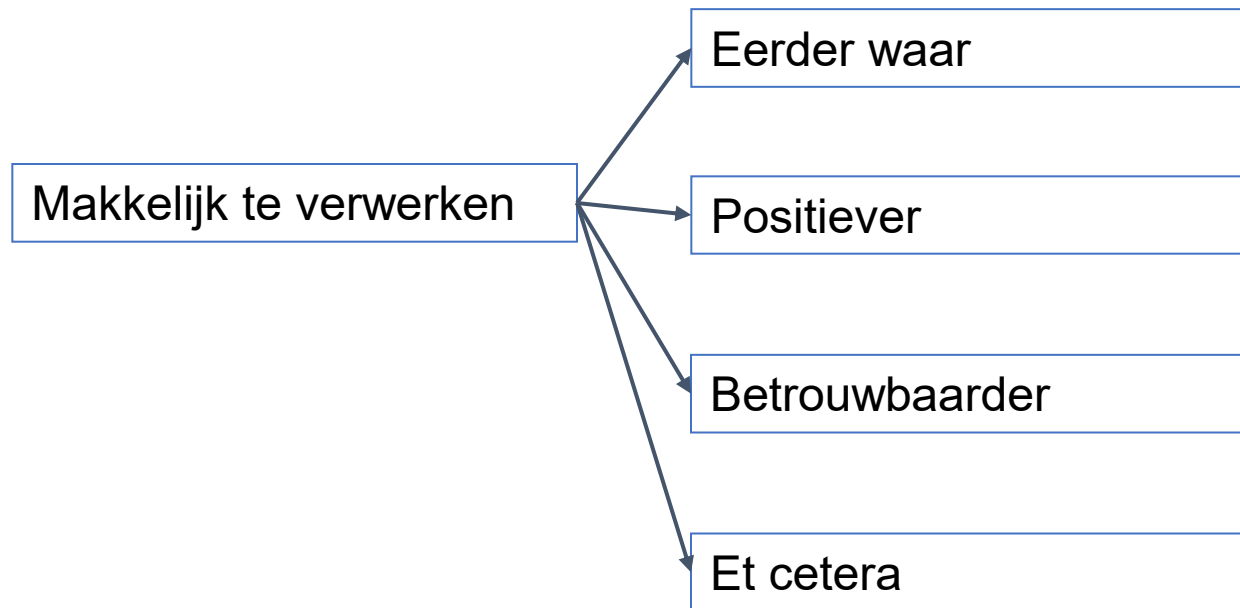 Eerder waar
Makkelijk te verwerken
Positiever
Betrouwbaarder
Et cetera